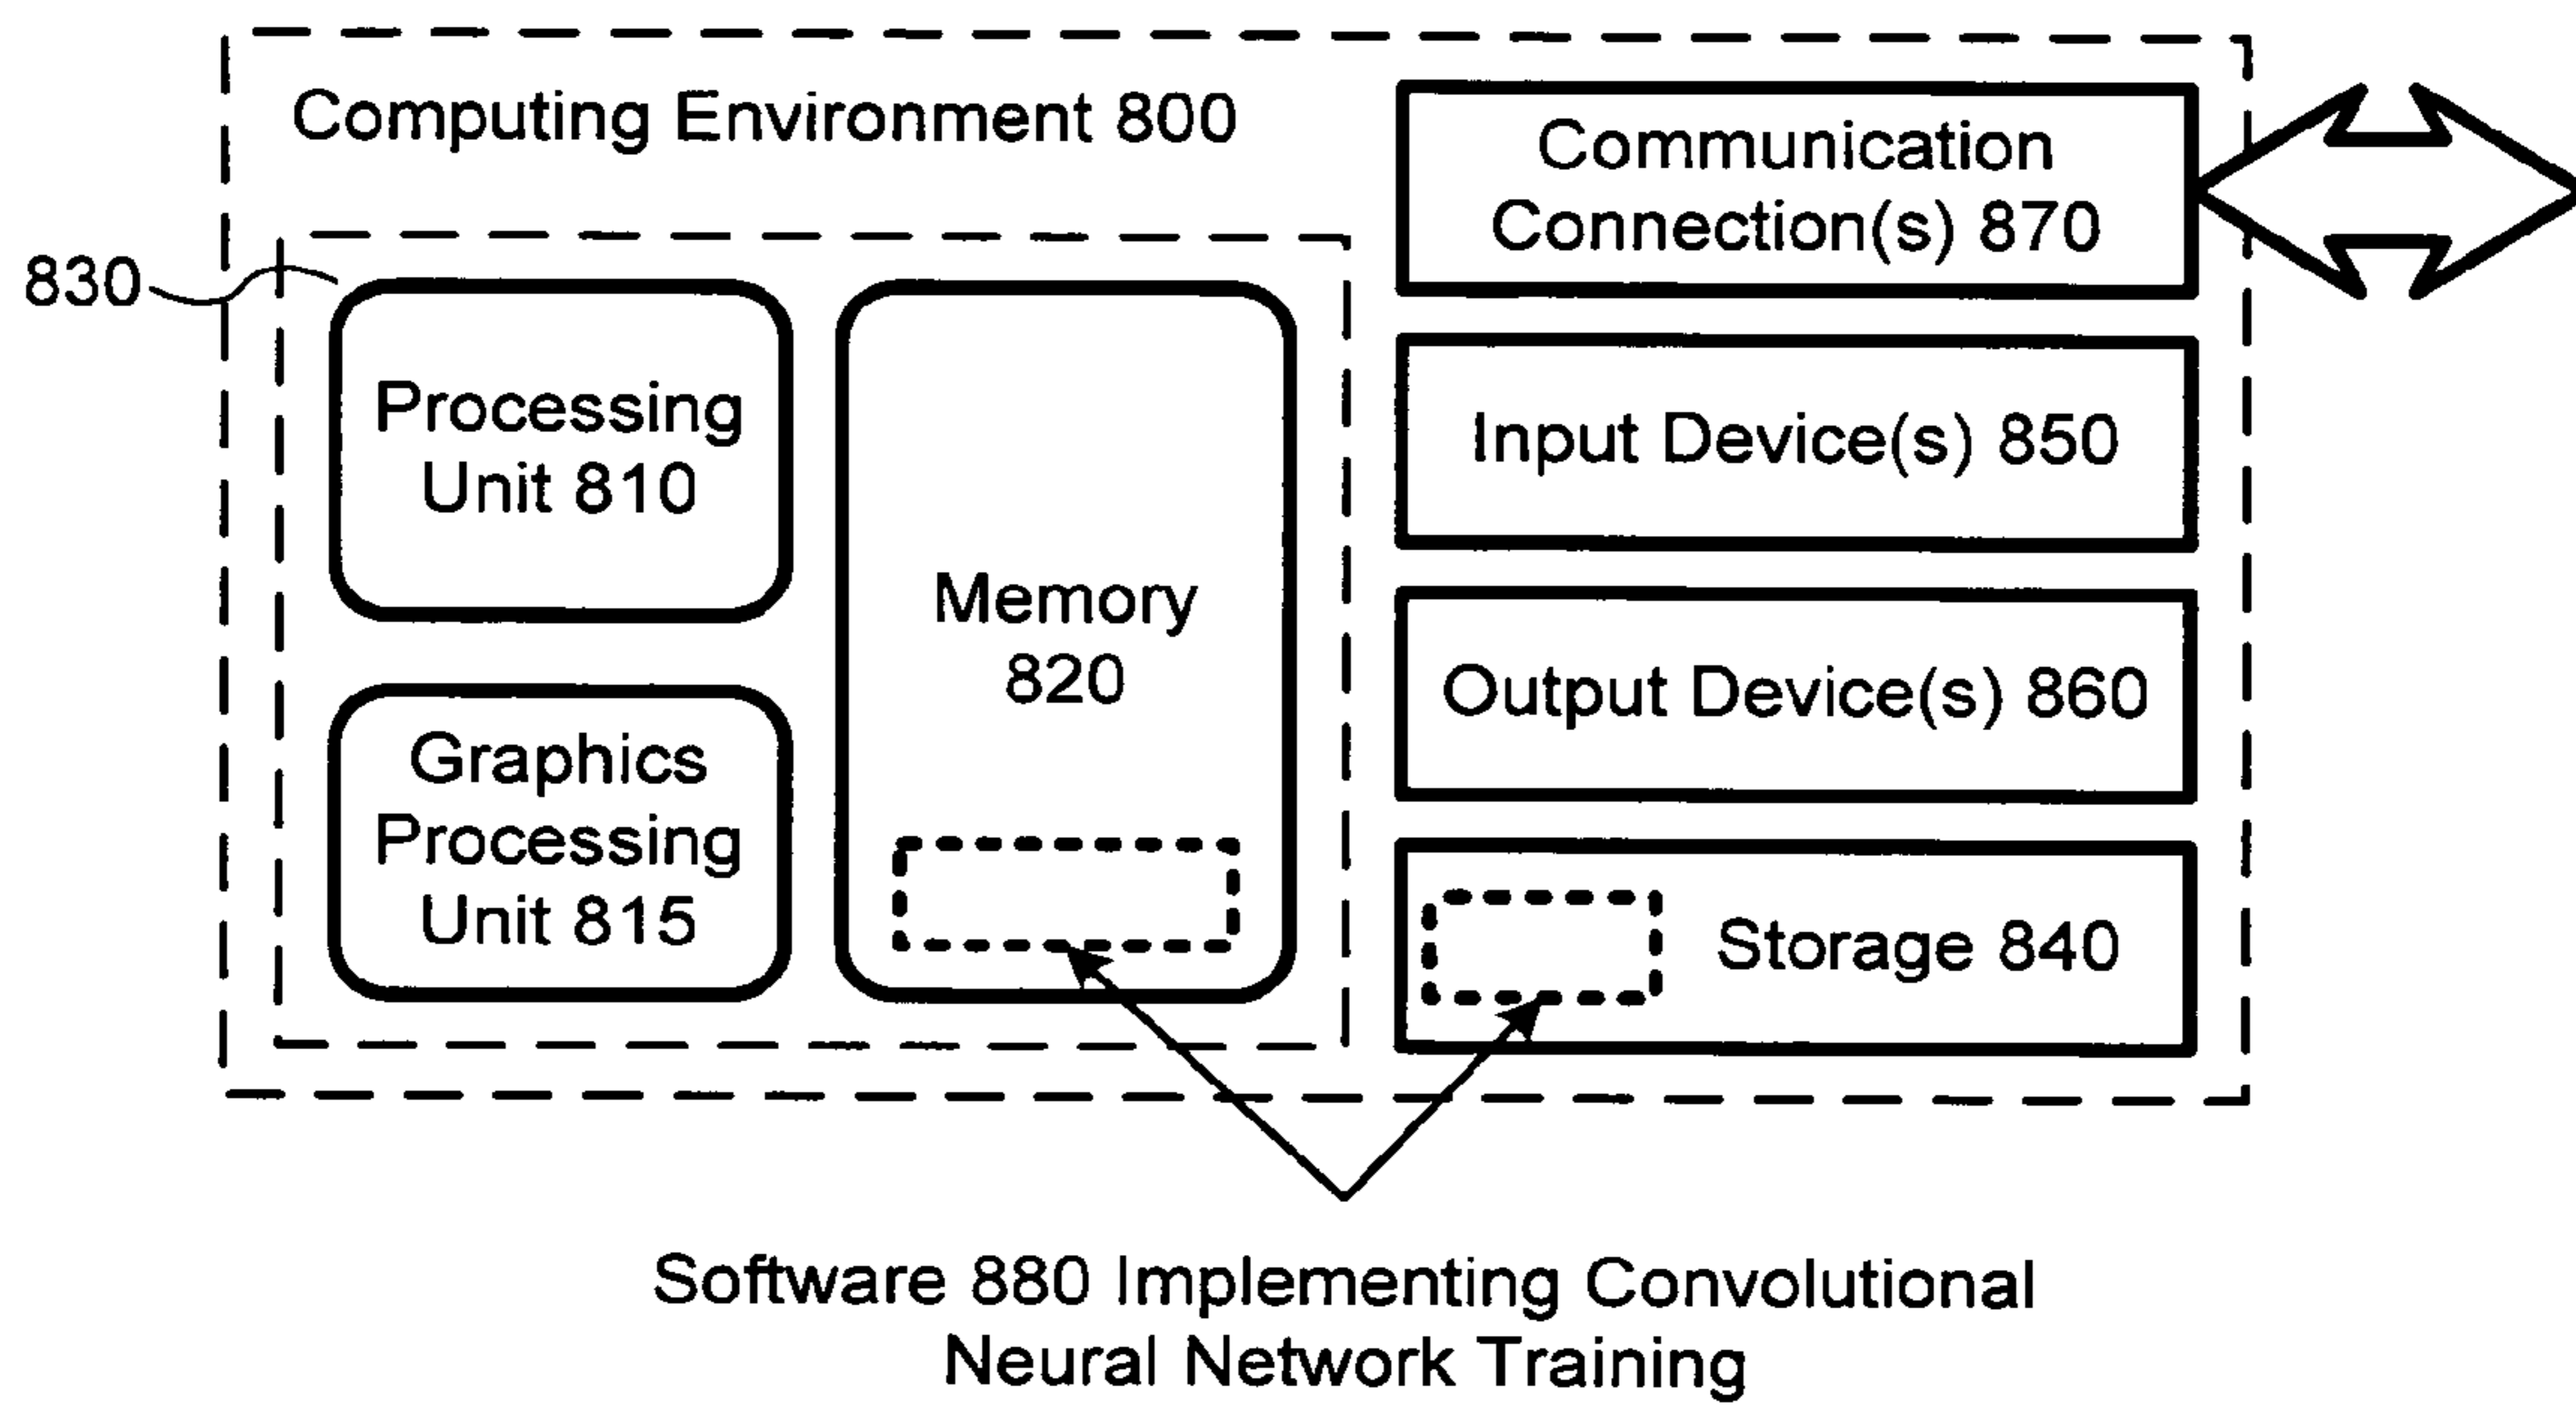 Computing Environment 800
830
Processing
Unit 810
Graphics
Processing
Unit 815
Memory
820
Communication
Connection(s) 870
Input Device(s) 850
Output Device(s) 860
Storage 840
Software 880 Implementing Convolutional
Neural Network Training